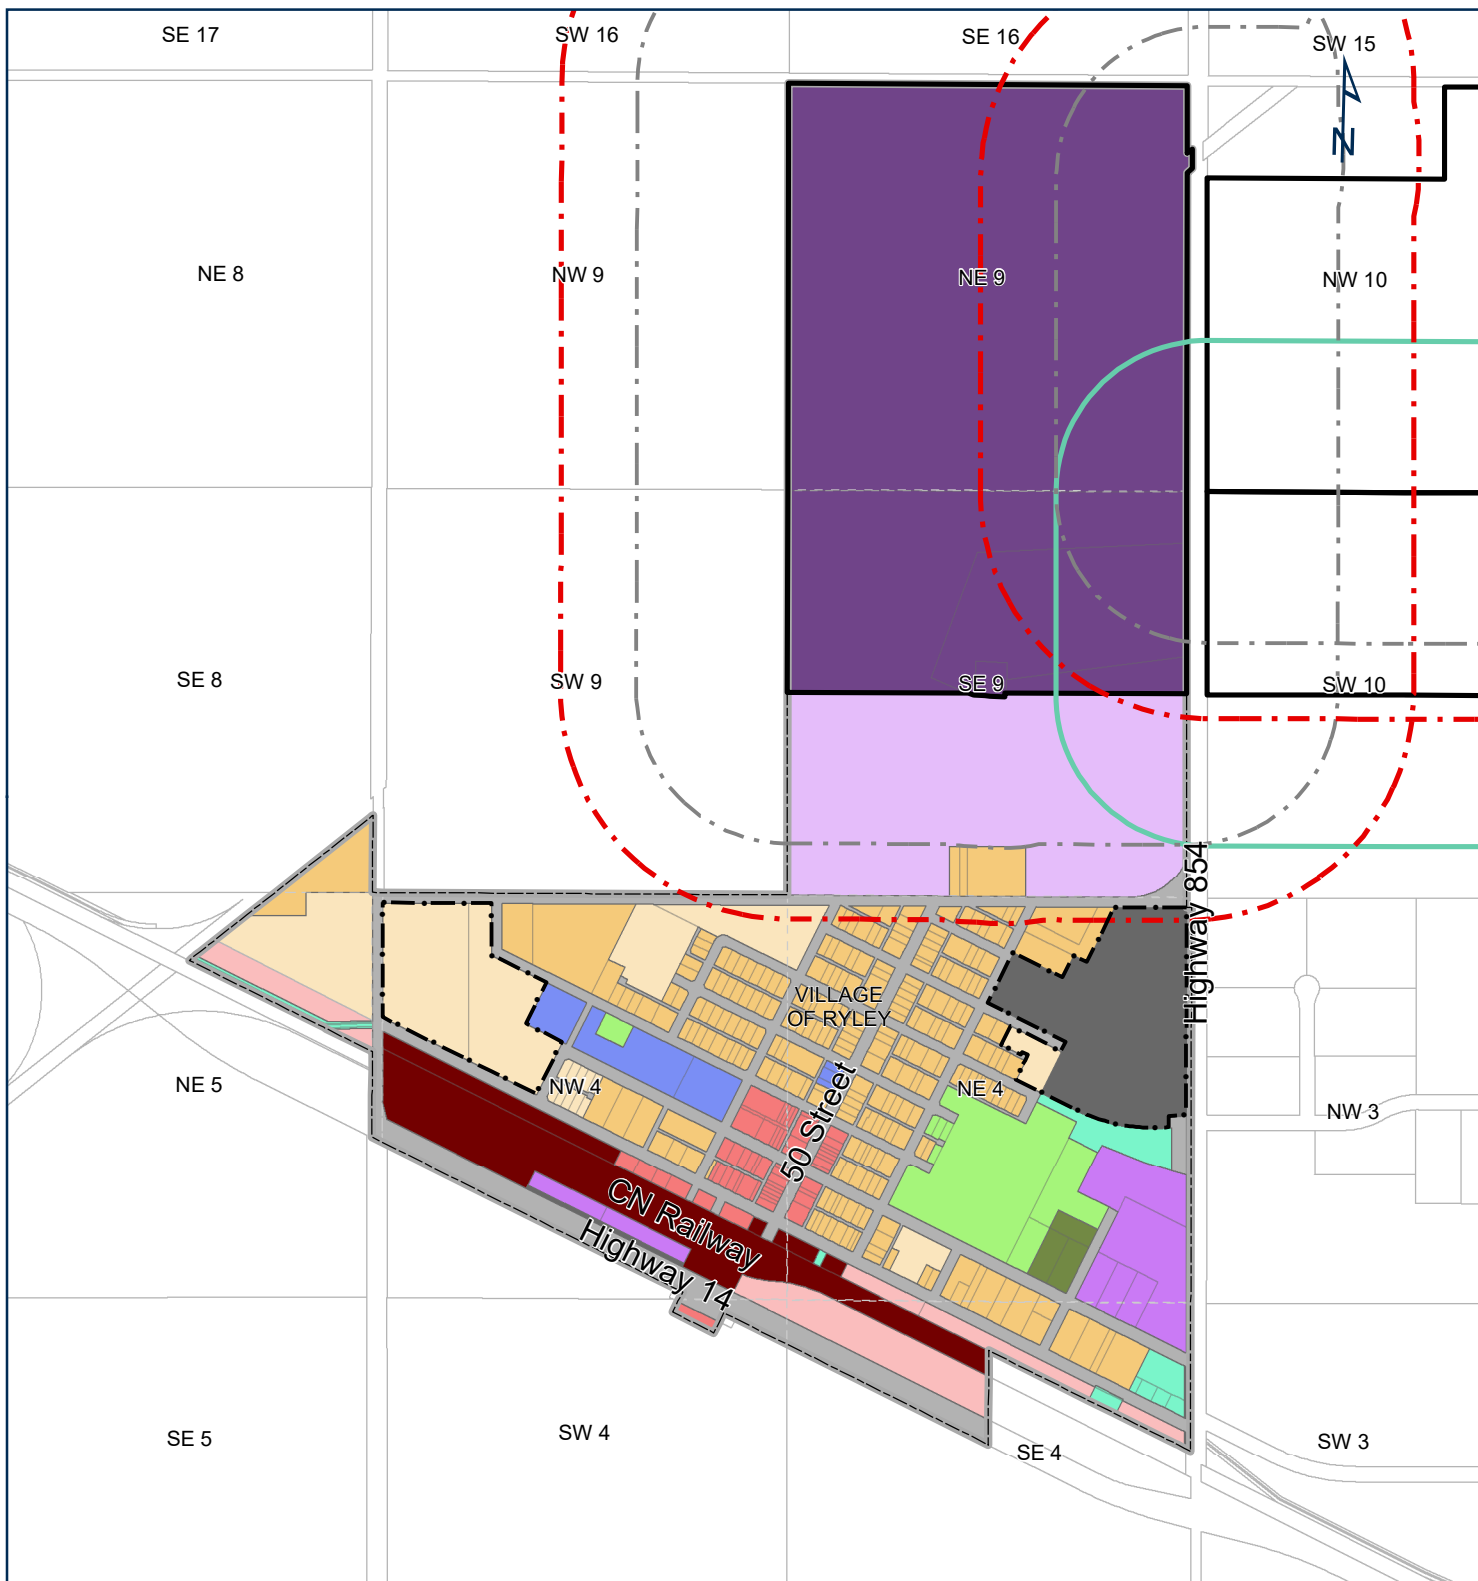 SE 17
SW 16
SE 16
SW 15
N
NE 8
NW 9
NE 9
NW 10
SE 8
SW 9
SE 9
SW 10
Highway 854
VILLAGE
OF RYLEY
NE 5
NW 4
50 Street
NE 4
NW 3
CN Railway
Highway 14
SE 5
SW 4
SE 4
SW 3